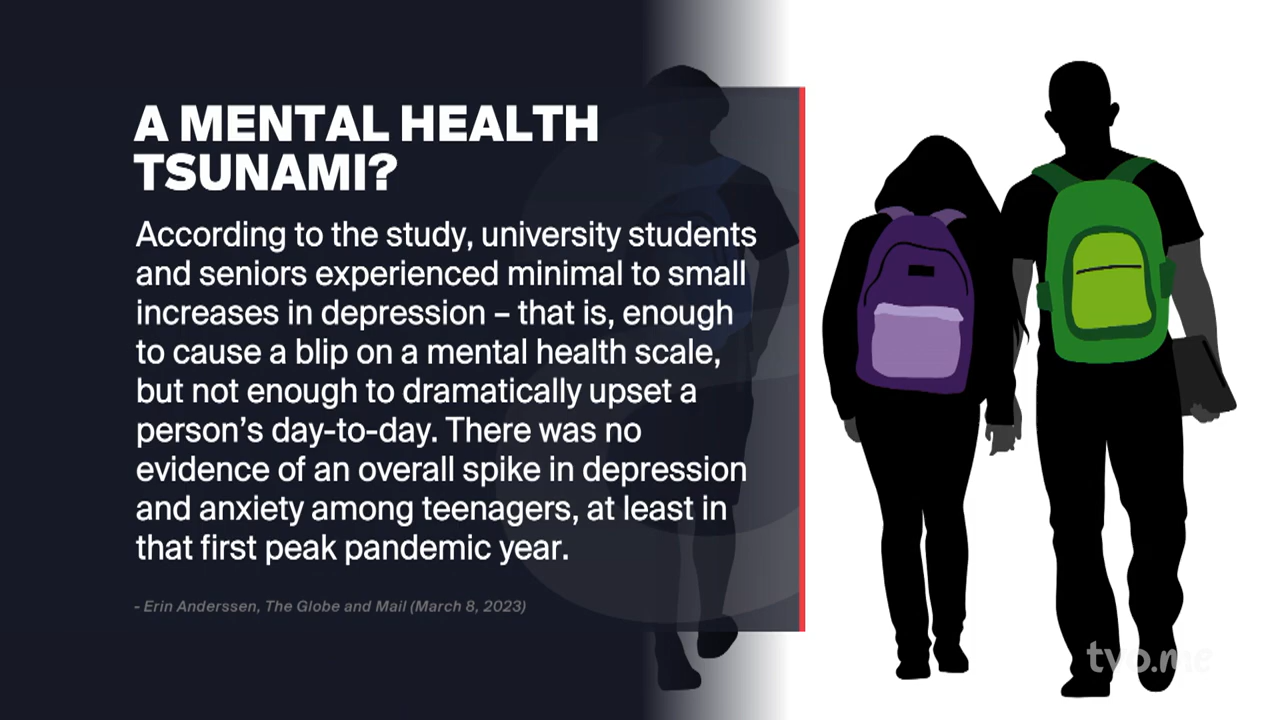 A MENTAL HEALTH
TSUNAMI?
According to the study, university students
and seniors experienced minimal to small
increases in depression – that is, enough
to cause a blip on a mental health scale,
but not enough to dramatically upset a
person’s day-to-day. There was no
evidence of an overall spike in depression
and anxiety among teenagers, at least in
that first peak pandemic year.
- Erin Anderssen, The Globe and Mail (March 8, 2023)
tvo.me